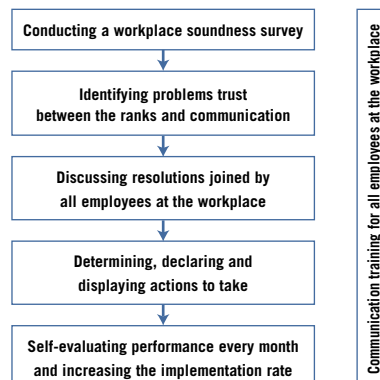 Conducting a workplace soundness survey
Identifying problems trust
between the ranks and communication
Discussing resolutions joined by
all employees at the workplace
Determining, declaring and
displaying actions to take
Self-evaluating performance every month
and increasing the implementation rate
Communication training for all employees at the workplace